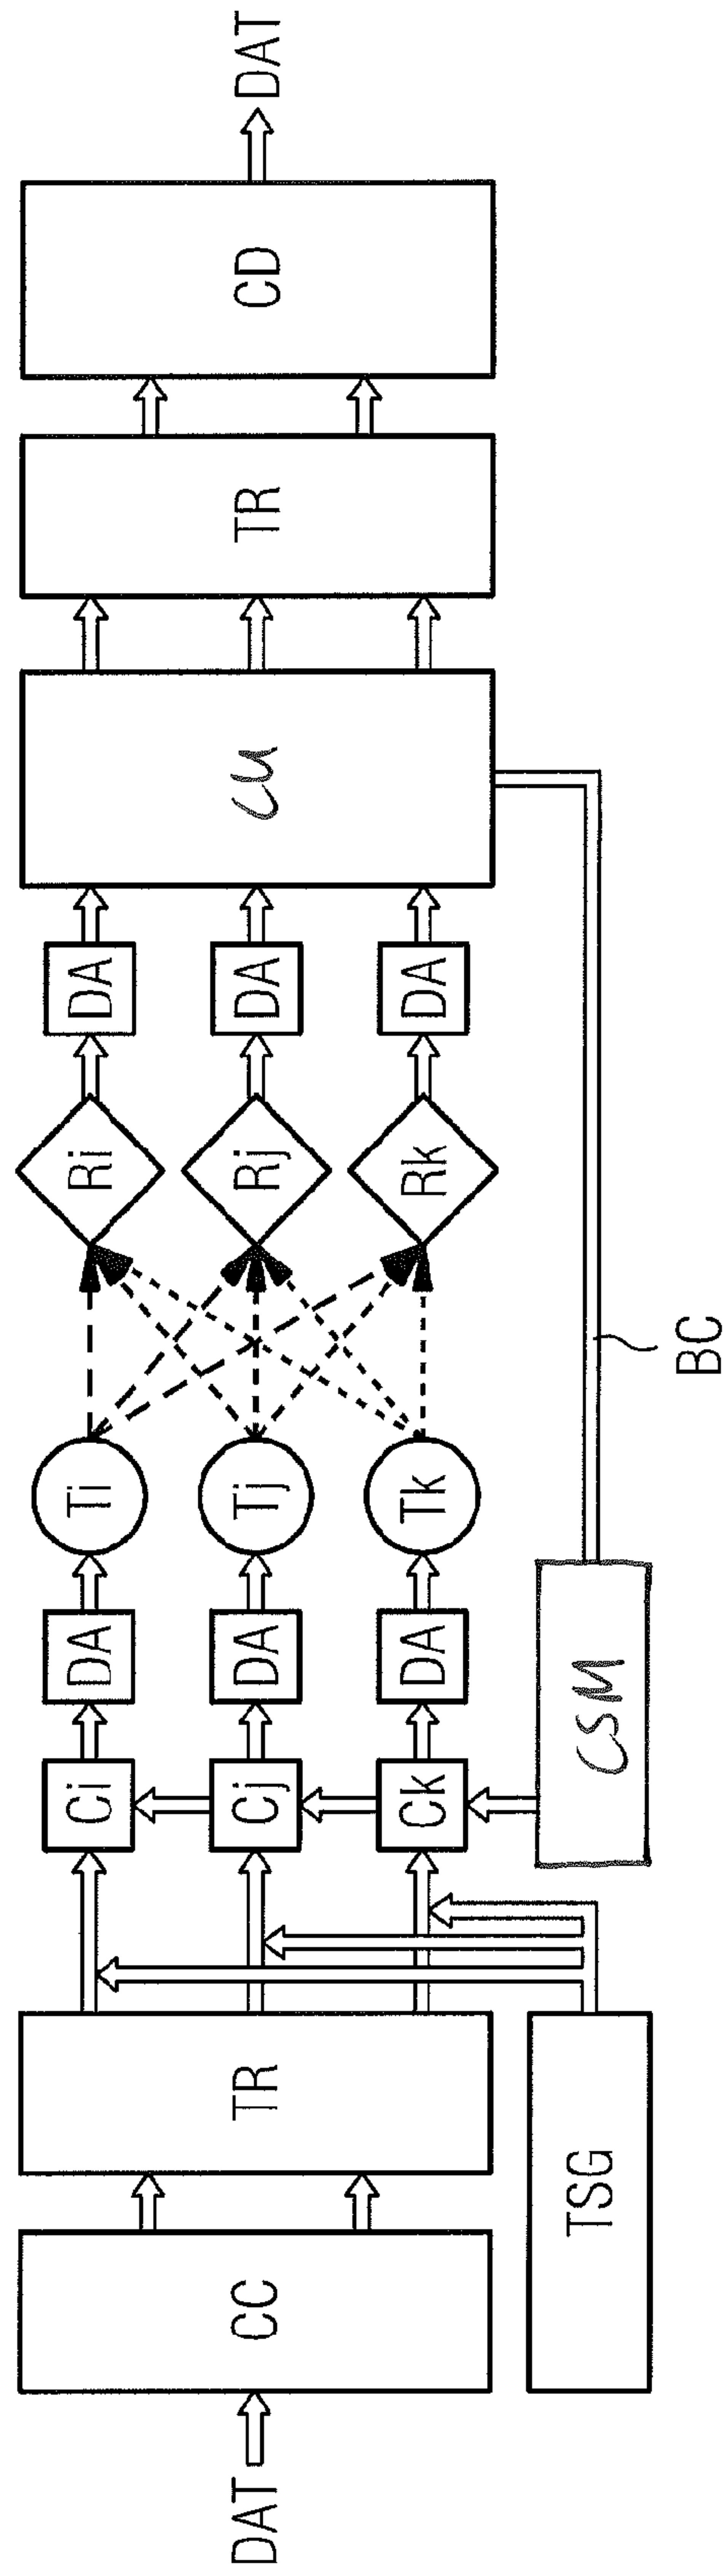 DAT
CC
TR
TSG
Ci
Cj
Ck
CSM
DA
DA
DA
Ti
Tj
Tk
BC
Ri
Rj
Rk
DA
DA
DA
CU
TR
CD
DAT